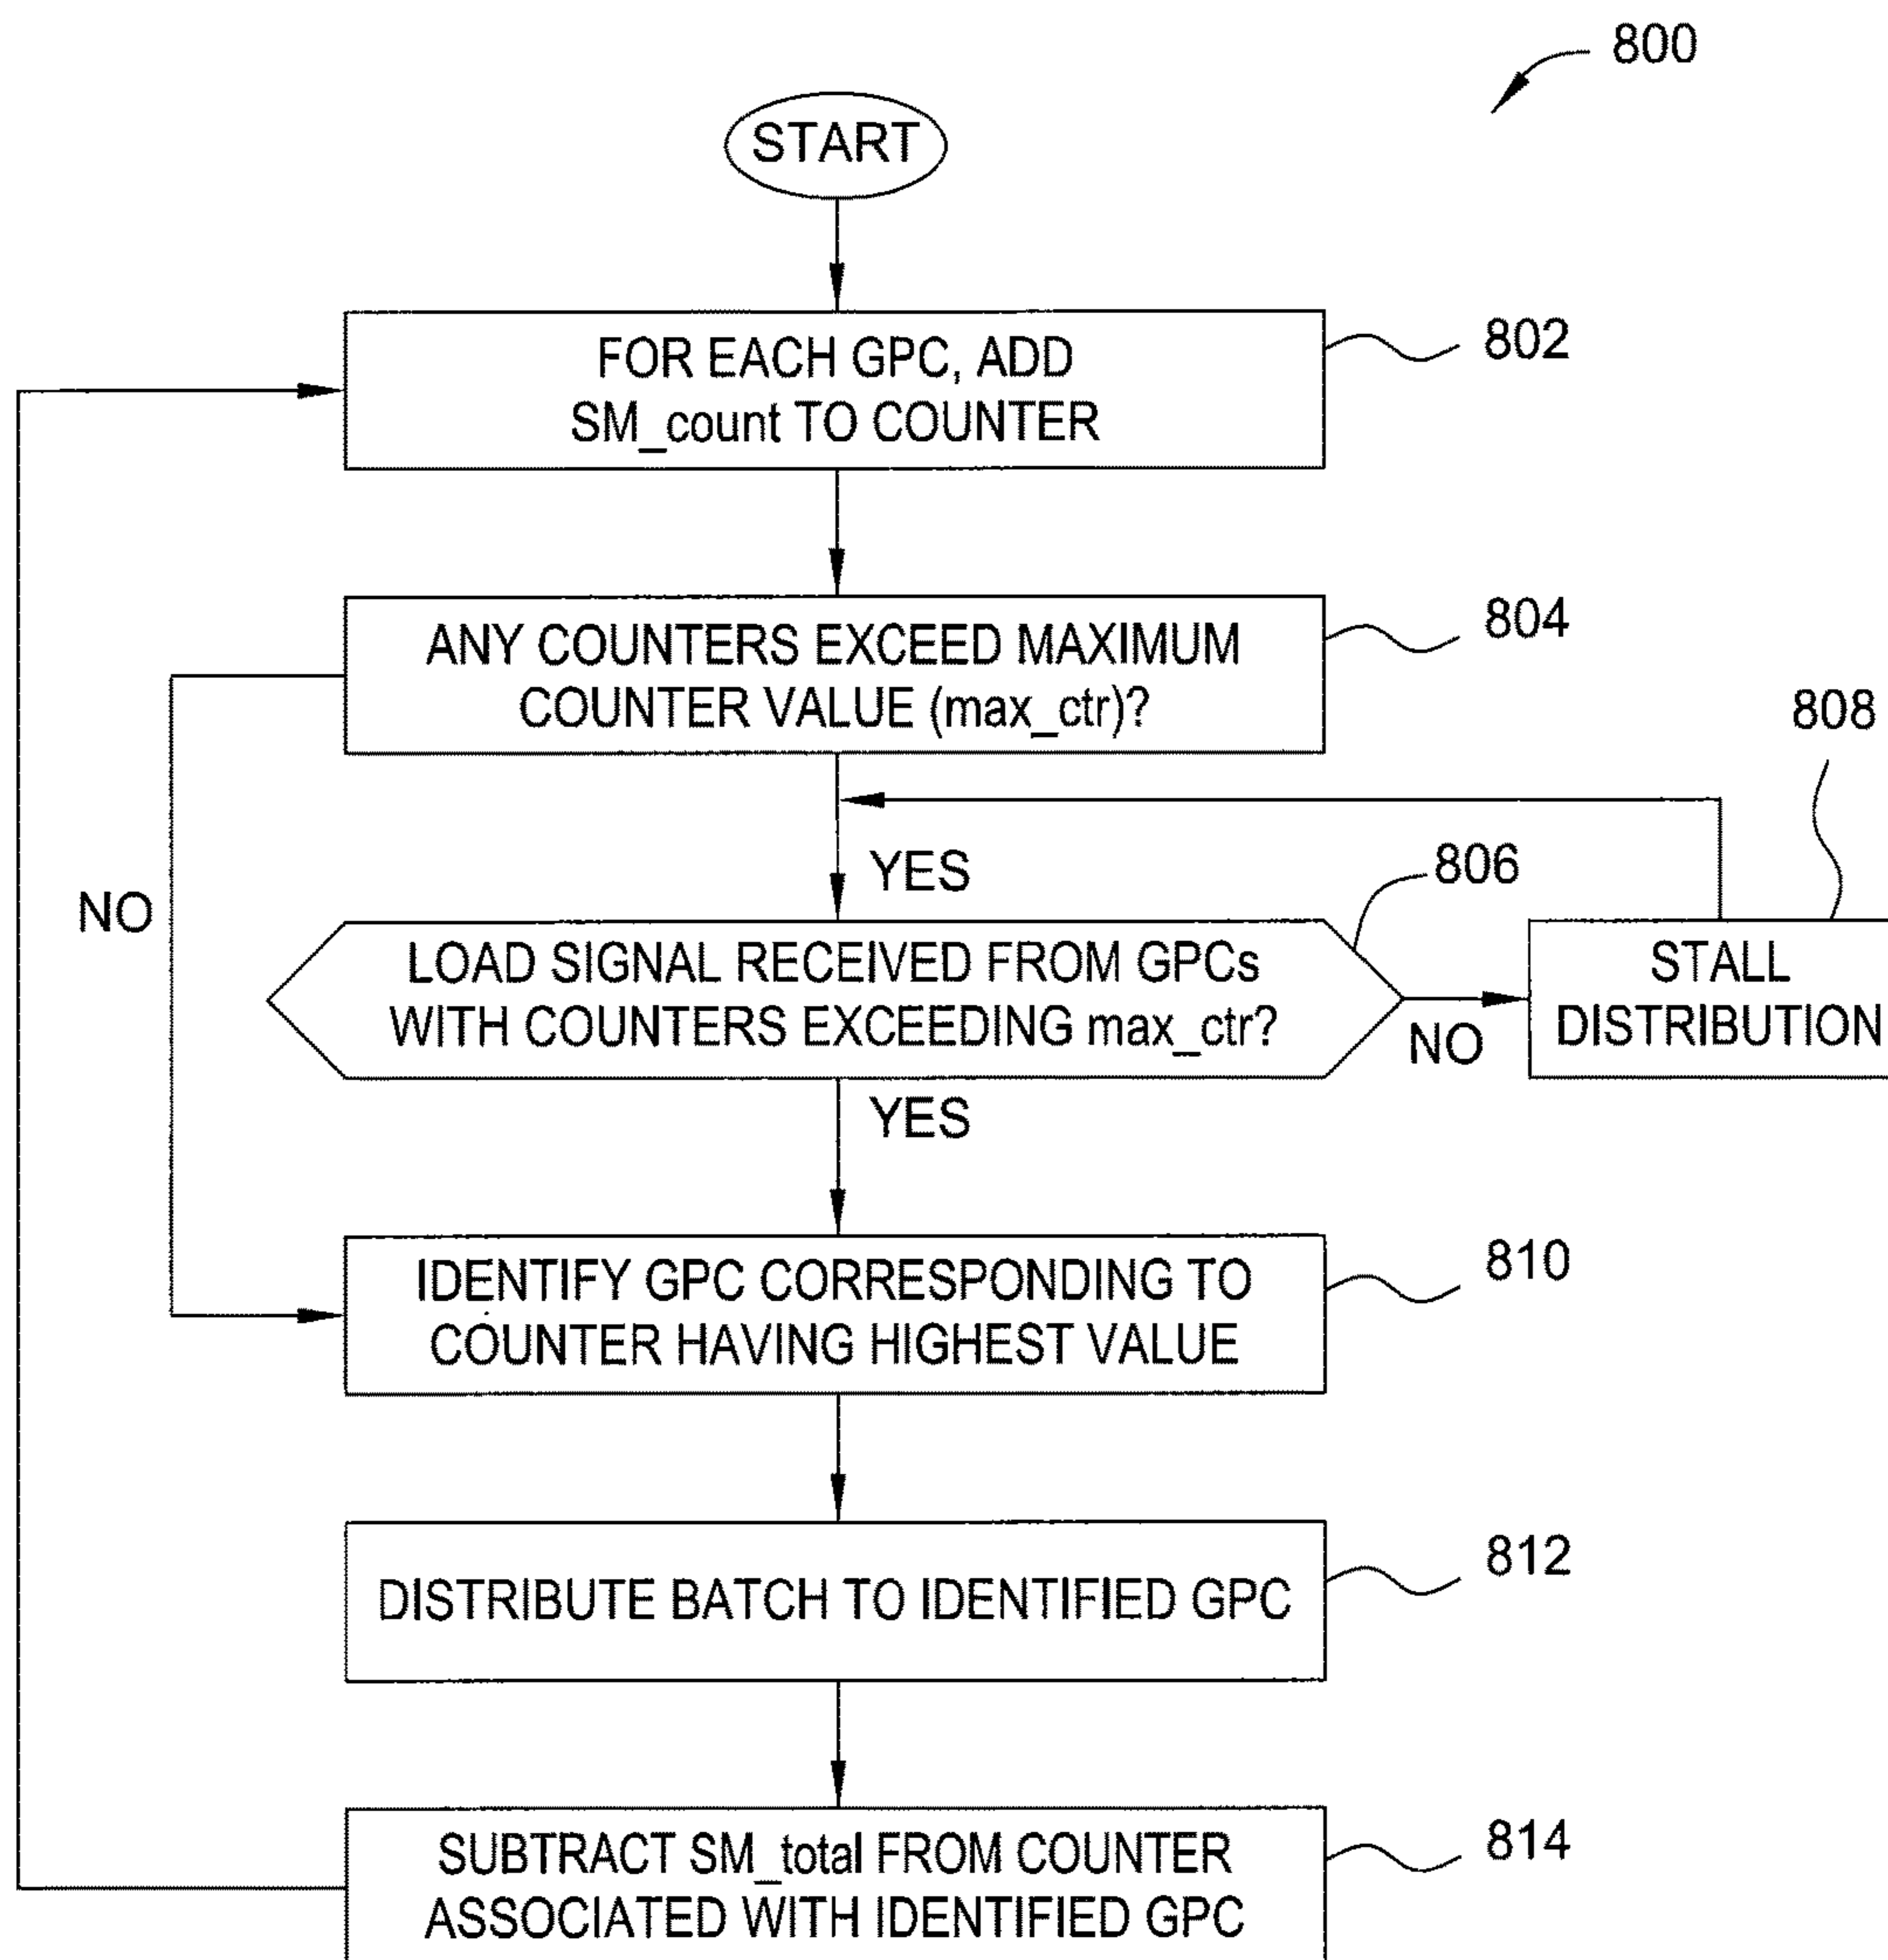 800
START
FOR EACH GPC, ADD
SM_count TO COUNTER
802
ANY COUNTERS EXCEED MAXIMUM
COUNTER VALUE (max_ctr)?
804
808
YES
806
NO
LOAD SIGNAL RECEIVED FROM GPCs
WITH COUNTERS EXCEEDING max_ctr?
NO
STALL
DISTRIBUTION
YES
IDENTIFY GPC CORRESPONDING TO
COUNTER HAVING HIGHEST VALUE
810
DISTRIBUTE BATCH TO IDENTIFIED GPC
812
SUBTRACT SM_total FROM COUNTER
ASSOCIATED WITH IDENTIFIED GPC
814